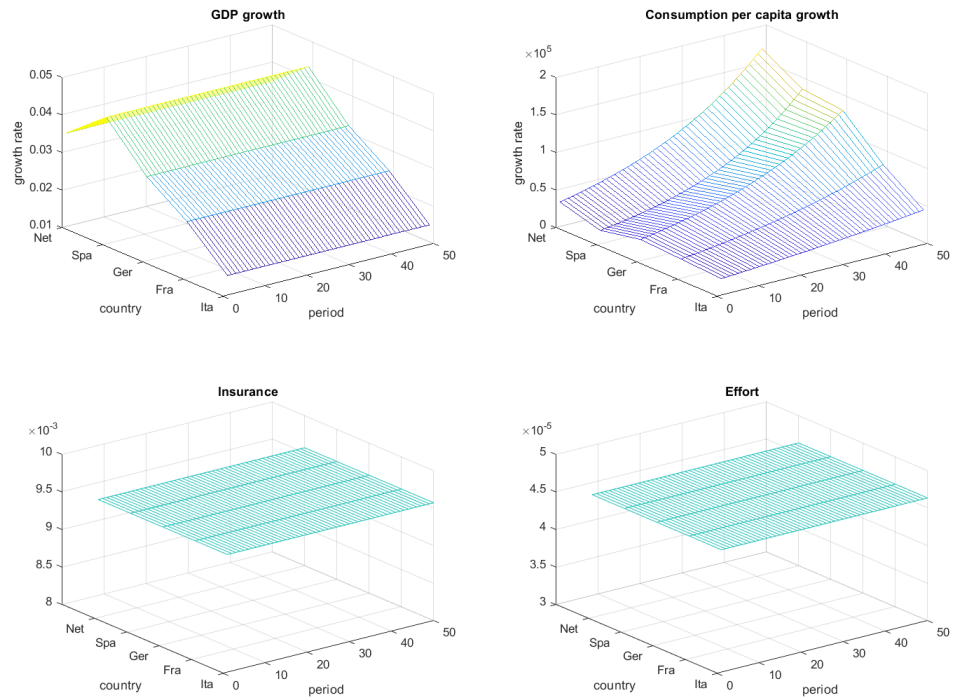 GDP growth
0.05
0.04
0.03
0.02
0.01
growth rate
Net
Spa
Ger
Fra
Ita
country
0
10
20
30
40
50
period
Consumption per capita growth
×10^5
2
1.5
1
0.5
0
growth rate
Net
Spa
Ger
Fra
Ita
country
0
10
20
30
40
50
period
Insurance
×10^-3
10
9.5
9
8.5
8
Net
Spa
Ger
Fra
Ita
country
0
10
20
30
40
50
period
Effort
×10^-5
5
4.5
4
3.5
3
Net
Spa
Ger
Fra
Ita
country
0
10
20
30
40
50
period